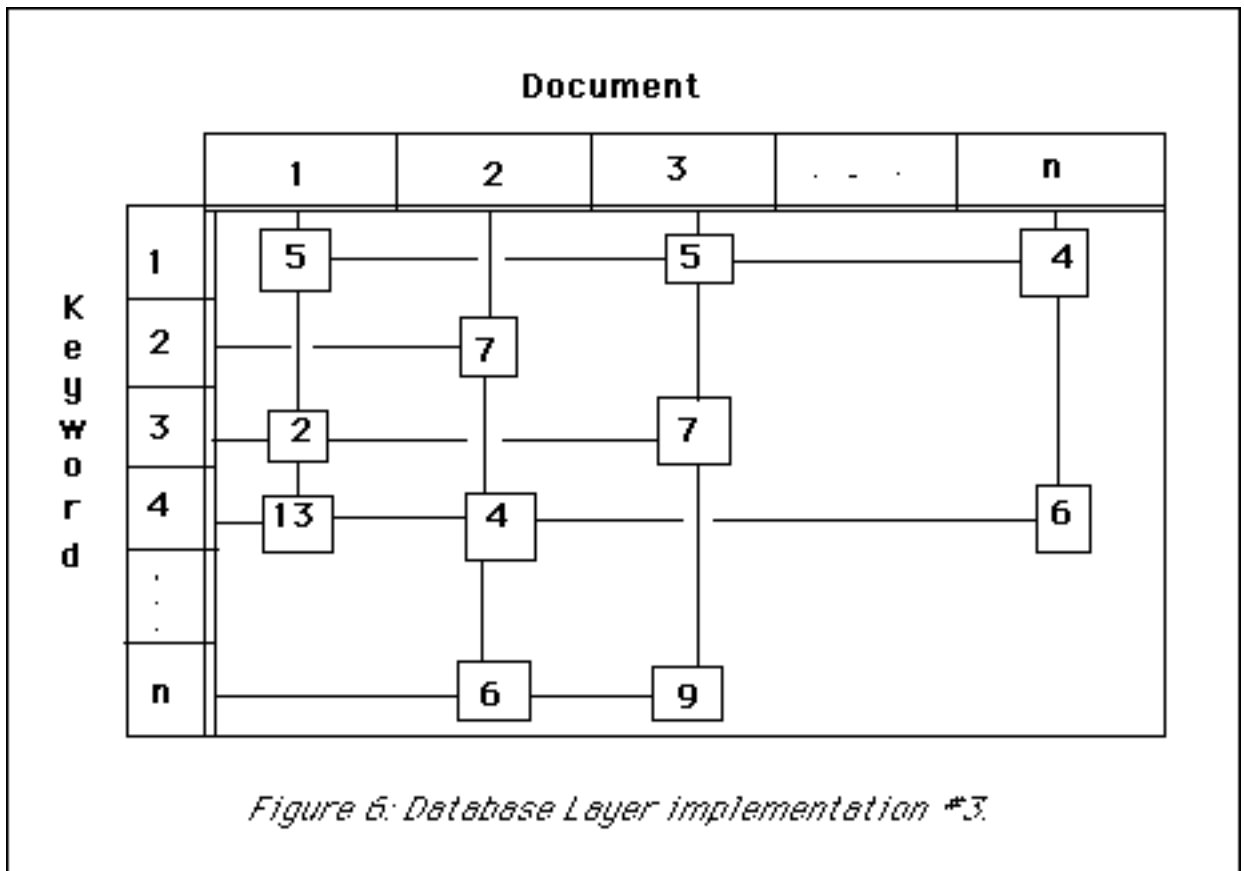 Document
1 2 3 . - . n
Keyword
1 5 5 4
2 7
3 2 7
4 13 4 6
. . .
n 6 9
Figure 6: Database Layer implementation #3.